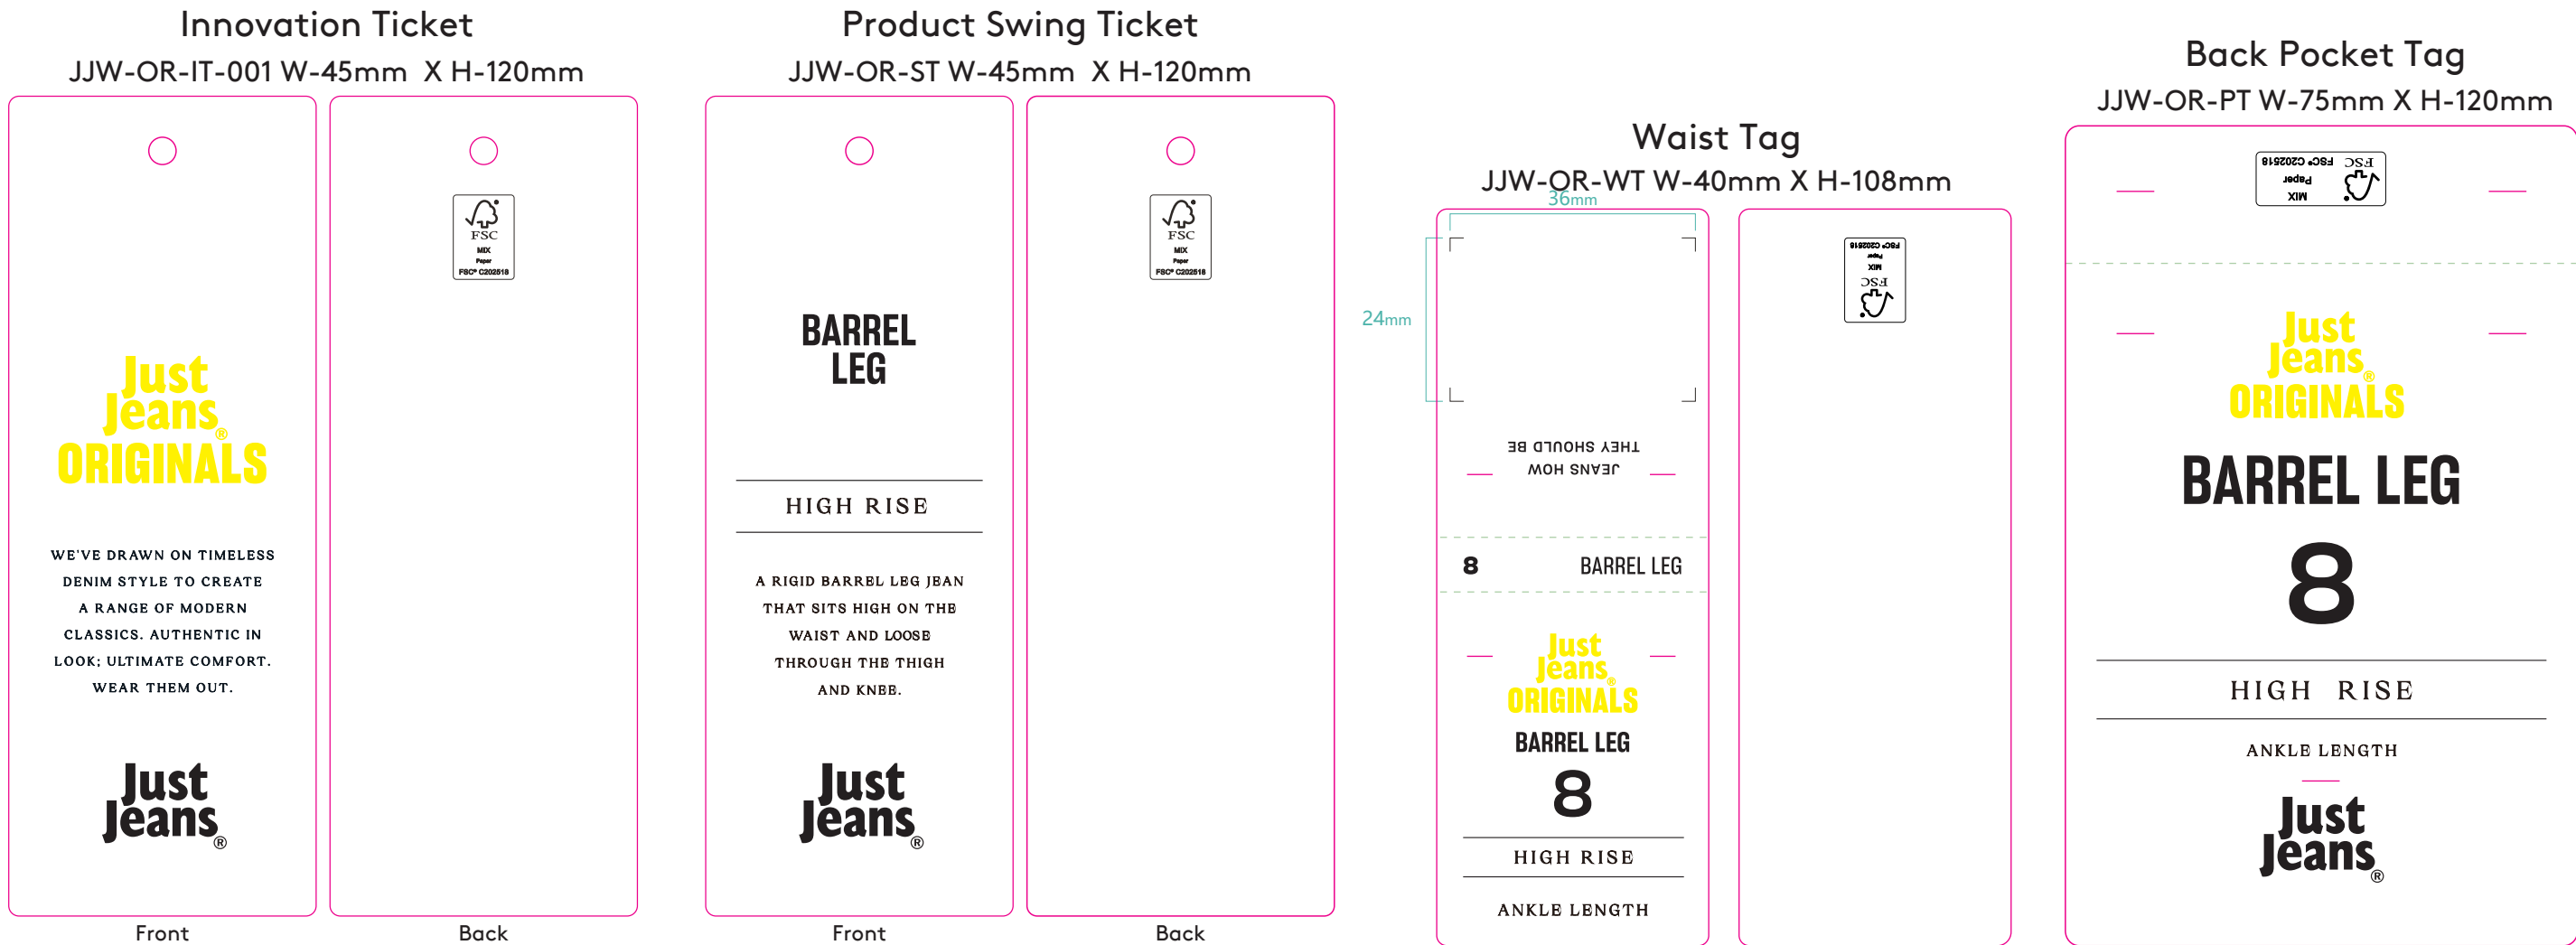 Innovation Ticket
JJW-OR-IT-001 W-45mm X H-120mm
Just
Jeans®
ORIGINALS
WE'VE DRAWN ON TIMELESS
DENIM STYLE TO CREATE
A RANGE OF MODERN
CLASSICS. AUTHENTIC IN
LOOK; ULTIMATE COMFORT.
WEAR THEM OUT.
Just
Jeans®
Front
FSC
MIX
Paper
FSC® C202518
Back
Product Swing Ticket
JJW-OR-ST W-45mm X H-120mm
BARREL
LEG
HIGH RISE
A RIGID BARREL LEG JEAN
THAT SITS HIGH ON THE
WAIST AND LOOSE
THROUGH THE THIGH
AND KNEE.
Just
Jeans®
Front
FSC
MIX
Paper
FSC® C202518
Back
Waist Tag
JJW-OR-WT W-40mm X H-108mm
36mm
24mm
JEANS HOW
THEY SHOULD BE
8 BARREL LEG
Just
Jeans®
ORIGINALS
BARREL LEG
8
HIGH RISE
ANKLE LENGTH
FSC
MIX
Paper
FSC® C202518
Back Pocket Tag
JJW-OR-PT W-75mm X H-120mm
FSC
MIX
Paper
FSC® C202518
Just
Jeans®
ORIGINALS
BARREL LEG
8
HIGH RISE
ANKLE LENGTH
Just
Jeans®